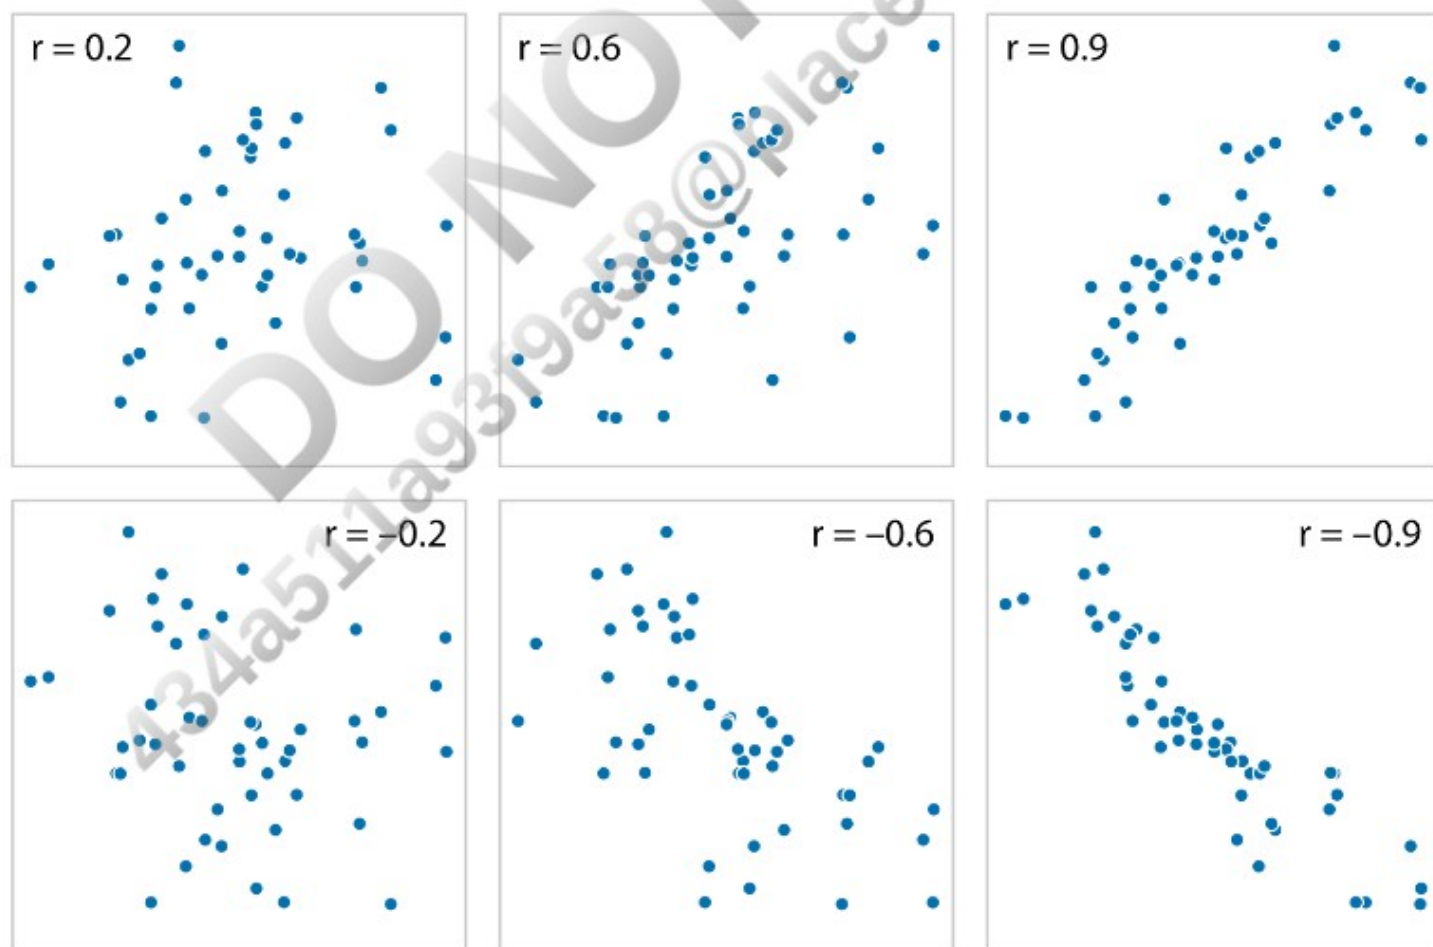 r = 0.2
r = 0.6
r = 0.9
DO NO
434a511a93f9a58@place
r = –0.2
r = –0.6
r = –0.9